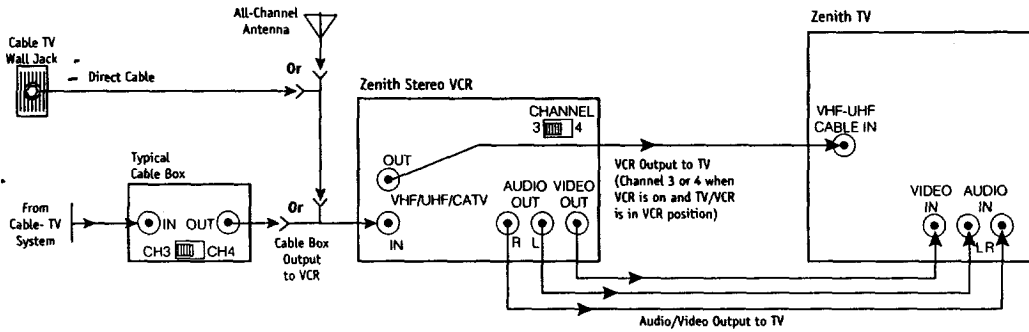 All-Channel
Antenna
Cable TV
Wall Jack
Direct Cable
Or
Zenith Stereo VCR
CHANNEL
3 4
OUT
VHF/UHF/CATV
IN
AUDIO
OUT
VIDEO
OUT
R L
Typical
Cable Box
IN OUT
CH3 CH4
From
Cable- TV
System
Or
Cable Box
Output
to VCR
VCR Output to TV
(Channel 3 or 4 when
VCR is on and TV/VCR
is in VCR position)
Zenith TV
VHF-UHF
CABLE IN
VIDEO
IN
AUDIO
IN
L R
Audio/Video Output to TV